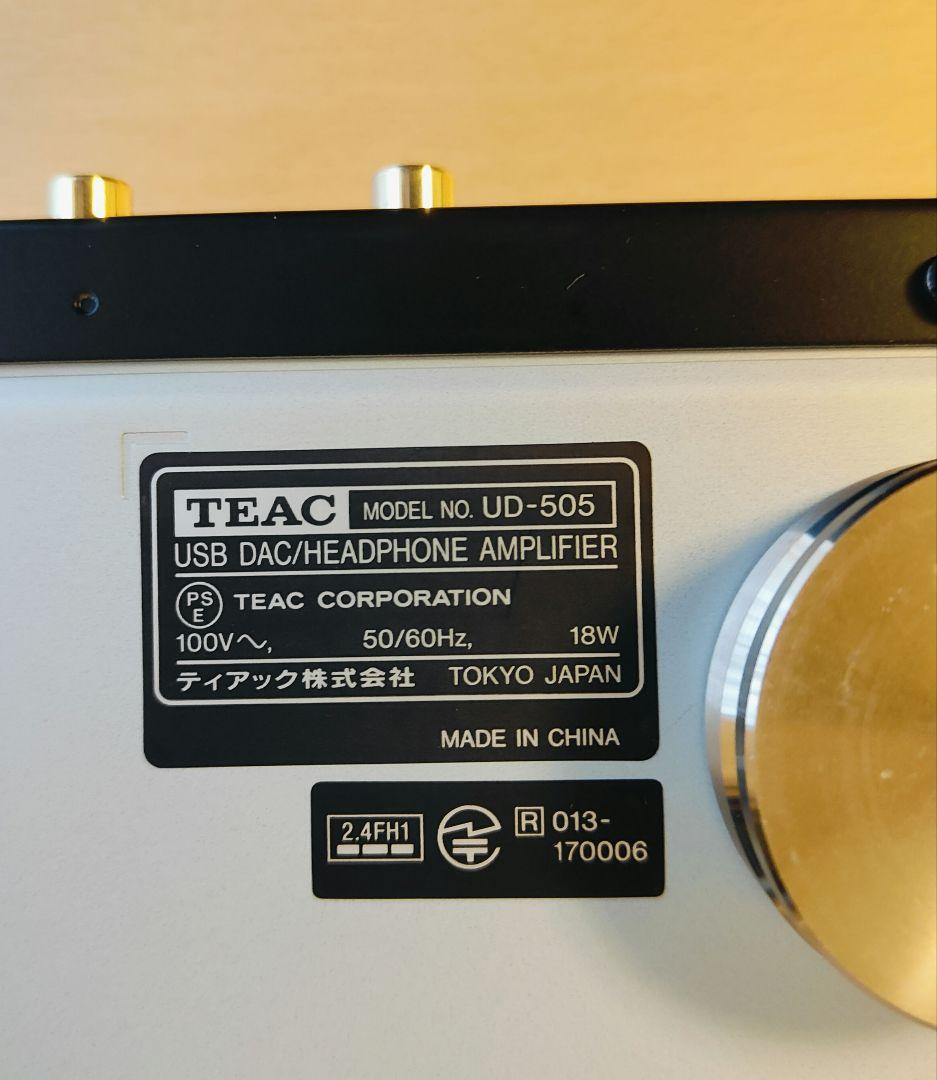 TEAC MODEL NO. UD-505
USB DAC/HEADPHONE AMPLIFIER
PSE TEAC CORPORATION
100V～, 50/60Hz, 18W
ティアック株式会社 TOKYO JAPAN
MADE IN CHINA
2.4FH1
R 013-
170006